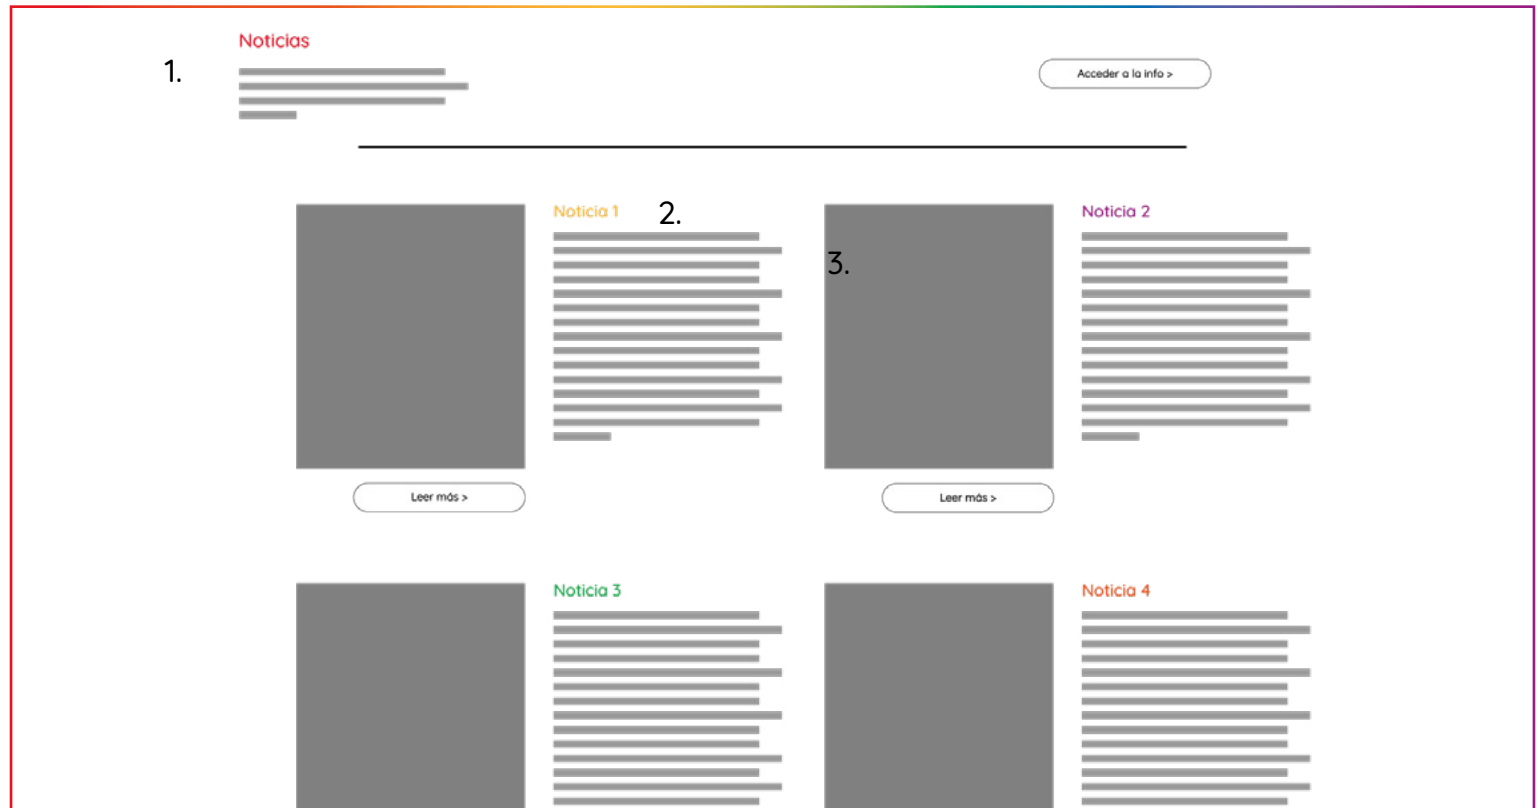 Noticias
1.
Acceder a la info >
Noticia 1
2.
3.
Noticia 2
Leer más >
Leer más >
Noticia 3
Noticia 4